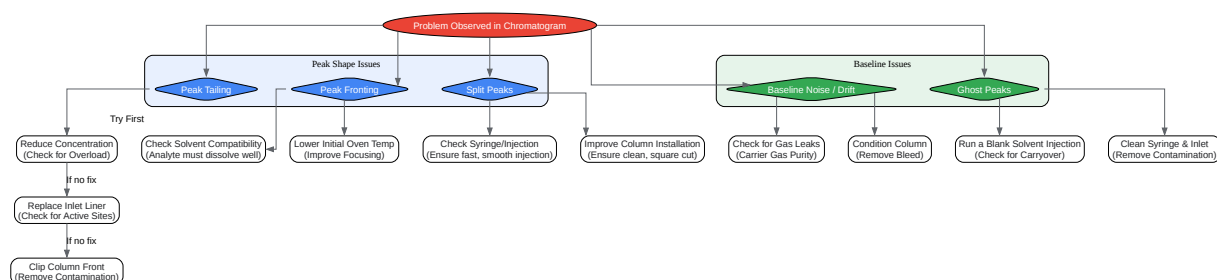 Problem Observed in Chromatogram
Peak Shape Issues
Baseline Issues
Peak Tailing
Peak Fronting
Split Peaks
Baseline Noise / Drift
Ghost Peaks
Try First
Reduce Concentration
(Check for Overload)
Check Solvent Compatibility
(Analyte must dissolve well)
Lower Initial Oven Temp
(Improve Focusing)
Check Syringe/Injection
(Ensure fast, smooth injection)
Improve Column Installation
(Ensure clean, square cut)
Check for Gas Leaks
(Carrier Gas Purity)
Condition Column
(Remove Bleed)
Run a Blank Solvent Injection
(Check for Carryover)
Clean Syringe & Inlet
(Remove Contamination)
If no fix
Replace Inlet Liner
(Check for Active Sites)
If no fix
Clip Column Front
(Remove Contamination)